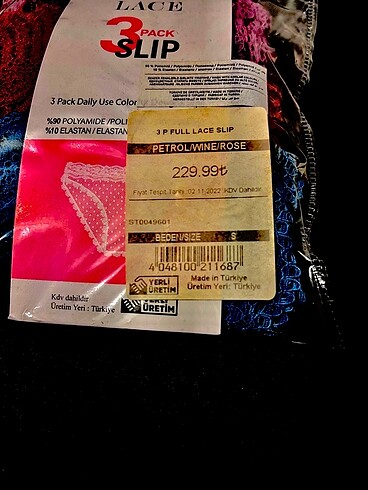 LACE
3 PACK
SLIP
3 Pack Daily Use Colo
%90 POLYAMIDE
%10 ELASTAN / ELASTAN
3 P FULL LACE SLIP
PETROL/WINE/ROSE
229.99₺
Fiyat Tespit Tarihi: 02.11.2022 KDV Dahildir
ST0049601
BEDEN/SIZE S
4 048100 211687
YERLİ
ÜRETİM
Made in Türkiye
Üretim Yeri: Türkiye
Kdv dahildir
Üretim Yeri : Türkiye
YERLİ
ÜRETİM